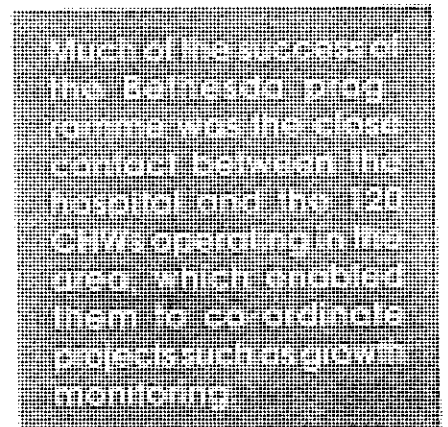 Much of the success of
the Bethesda prog-
ramme was the close
contact between the
hospital and the 120
CHWs operating in the
area, which enabled
them to co-ordinate
projects such as growth
monitoring.